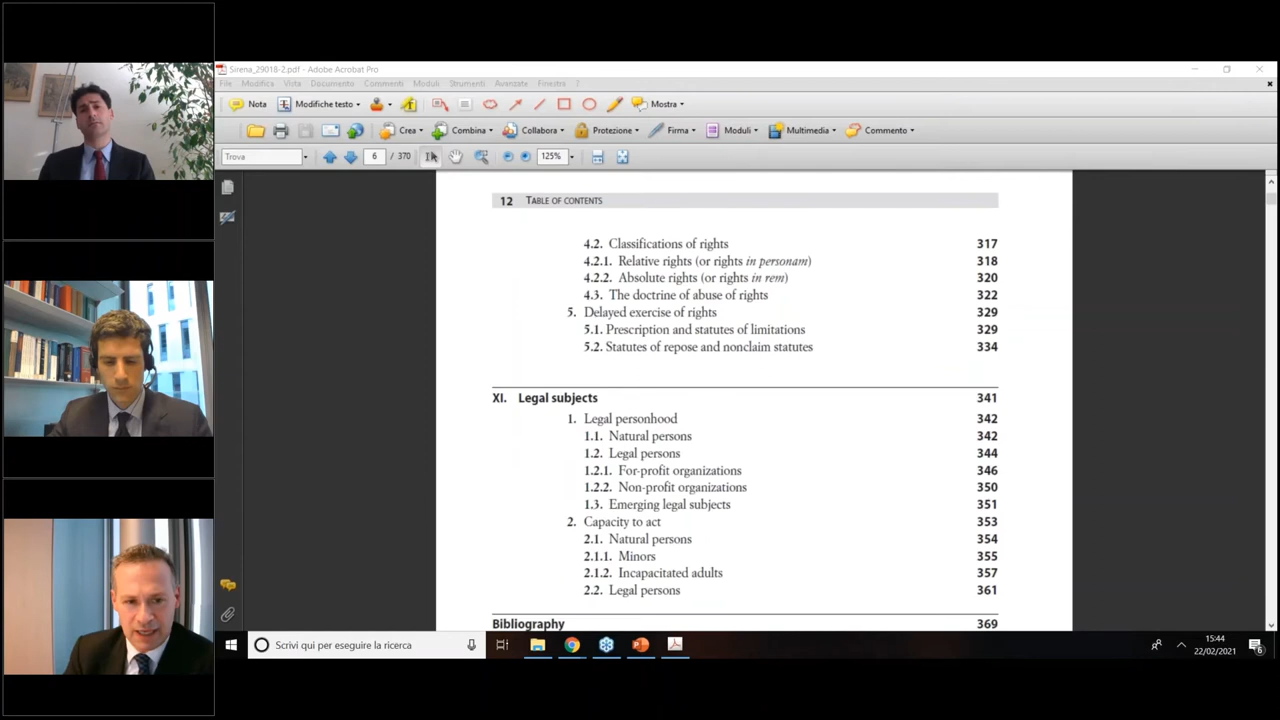 Sirena_29018-2.pdf - Adobe Acrobat Pro
File Modifica Vista Documento Commenti Moduli Strumenti Avanzate Finestra ?
Nota Modifiche testo Mostra
Crea Combina Collabora Protezione Firma Moduli Multimedia Commento
Trova 6 / 370 125%
12 TABLE OF CONTENTS
4.2. Classifications of rights 317
4.2.1. Relative rights (or rights in personam) 318
4.2.2. Absolute rights (or rights in rem) 320
4.3. The doctrine of abuse of rights 322
5. Delayed exercise of rights 329
5.1. Prescription and statutes of limitations 329
5.2. Statutes of repose and nonclaim statutes 334
XI. Legal subjects 341
1. Legal personhood 342
1.1. Natural persons 342
1.2. Legal persons 344
1.2.1. For-profit organizations 346
1.2.2. Non-profit organizations 350
1.3. Emerging legal subjects 351
2. Capacity to act 353
2.1. Natural persons 354
2.1.1. Minors 355
2.1.2. Incapacitated adults 357
2.2. Legal persons 361
Bibliography 369
Scrivi qui per eseguire la ricerca
15:44
22/02/2021
6